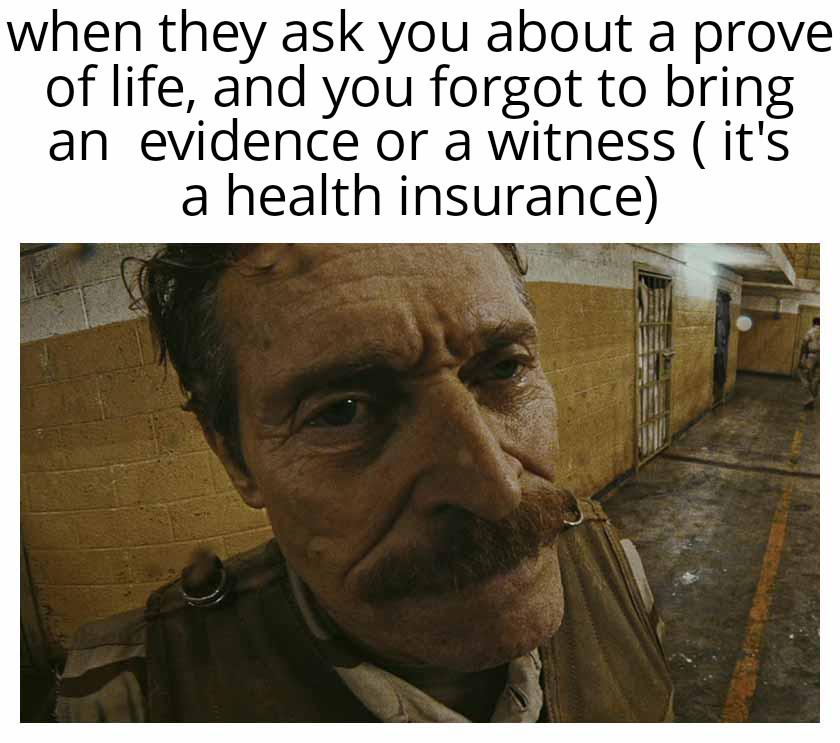 when they ask you about a prove
of life, and you forgot to bring
an  evidence or a witness ( it's
a health insurance)